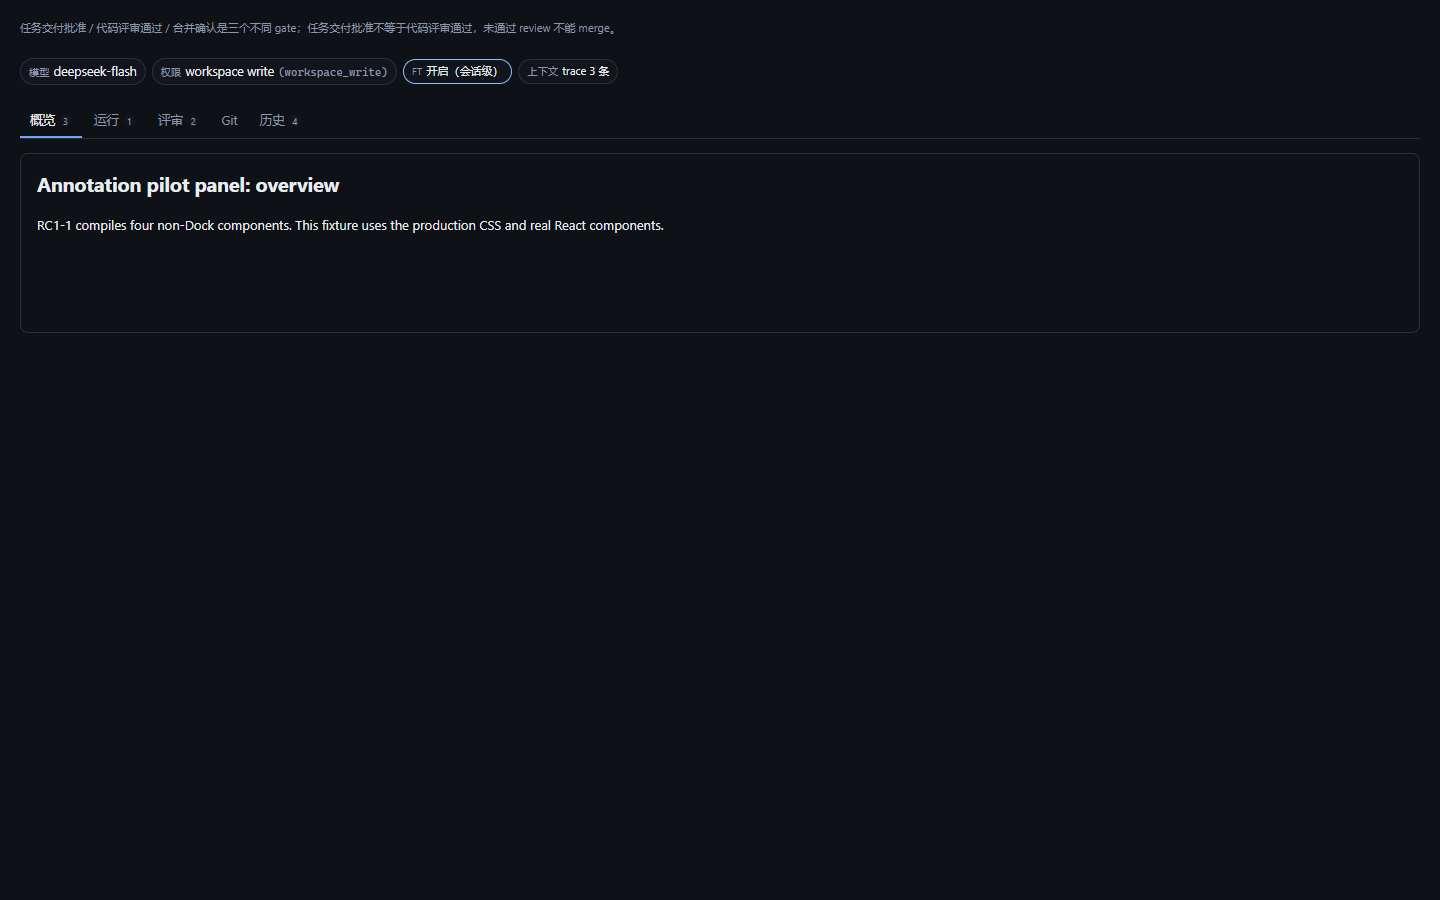 任务交付批准 / 代码评审通过 / 合并确认是三个不同 gate；任务交付批准不等于代码评审通过，未通过 review 不能 merge。
模型 deepseek-flash 权限 workspace write (workspace_write) FT 开启（会话级） 上下文 trace 3 条
概览 3 运行 1 评审 2 Git 历史 4
Annotation pilot panel: overview
RC1-1 compiles four non-Dock components. This fixture uses the production CSS and real React components.